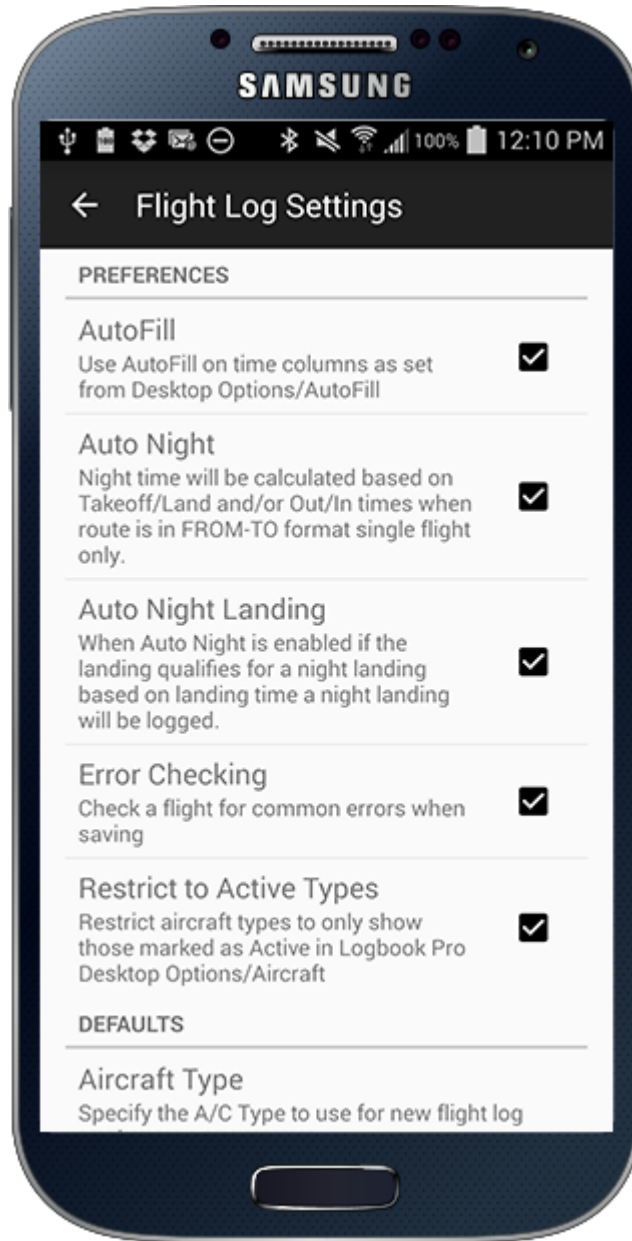 SAMSUNG
100% 12:10 PM
Flight Log Settings
PREFERENCES
AutoFill
Use AutoFill on time columns as set
from Desktop Options/AutoFill
Auto Night
Night time will be calculated based on
Takeoff/Land and/or Out/In times when
route is in FROM-TO format single flight
only.
Auto Night Landing
When Auto Night is enabled if the
landing qualifies for a night landing
based on landing time a night landing
will be logged.
Error Checking
Check a flight for common errors when
saving
Restrict to Active Types
Restrict aircraft types to only show
those marked as Active in Logbook Pro
Desktop Options/Aircraft
DEFAULTS
Aircraft Type
Specify the A/C Type to use for new flight log